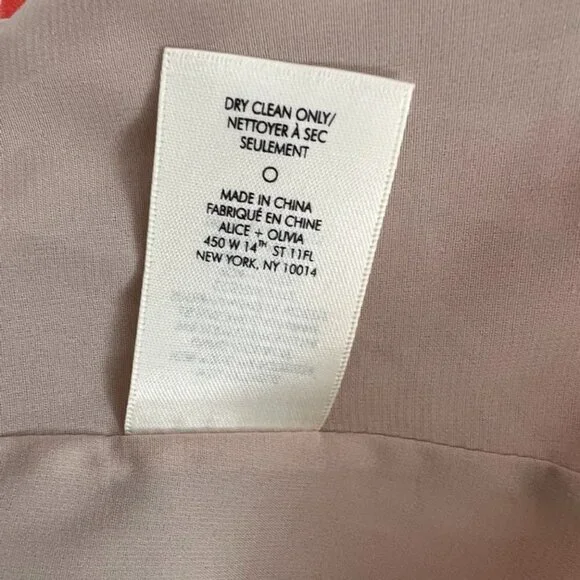 DRY CLEAN ONLY/
NETTOYER À SEC
SEULEMENT
MADE IN CHINA
FABRIQUÉ EN CHINE
ALICE + OLIVIA
450 W 14TH ST 11FL
NEW YORK, NY 10014